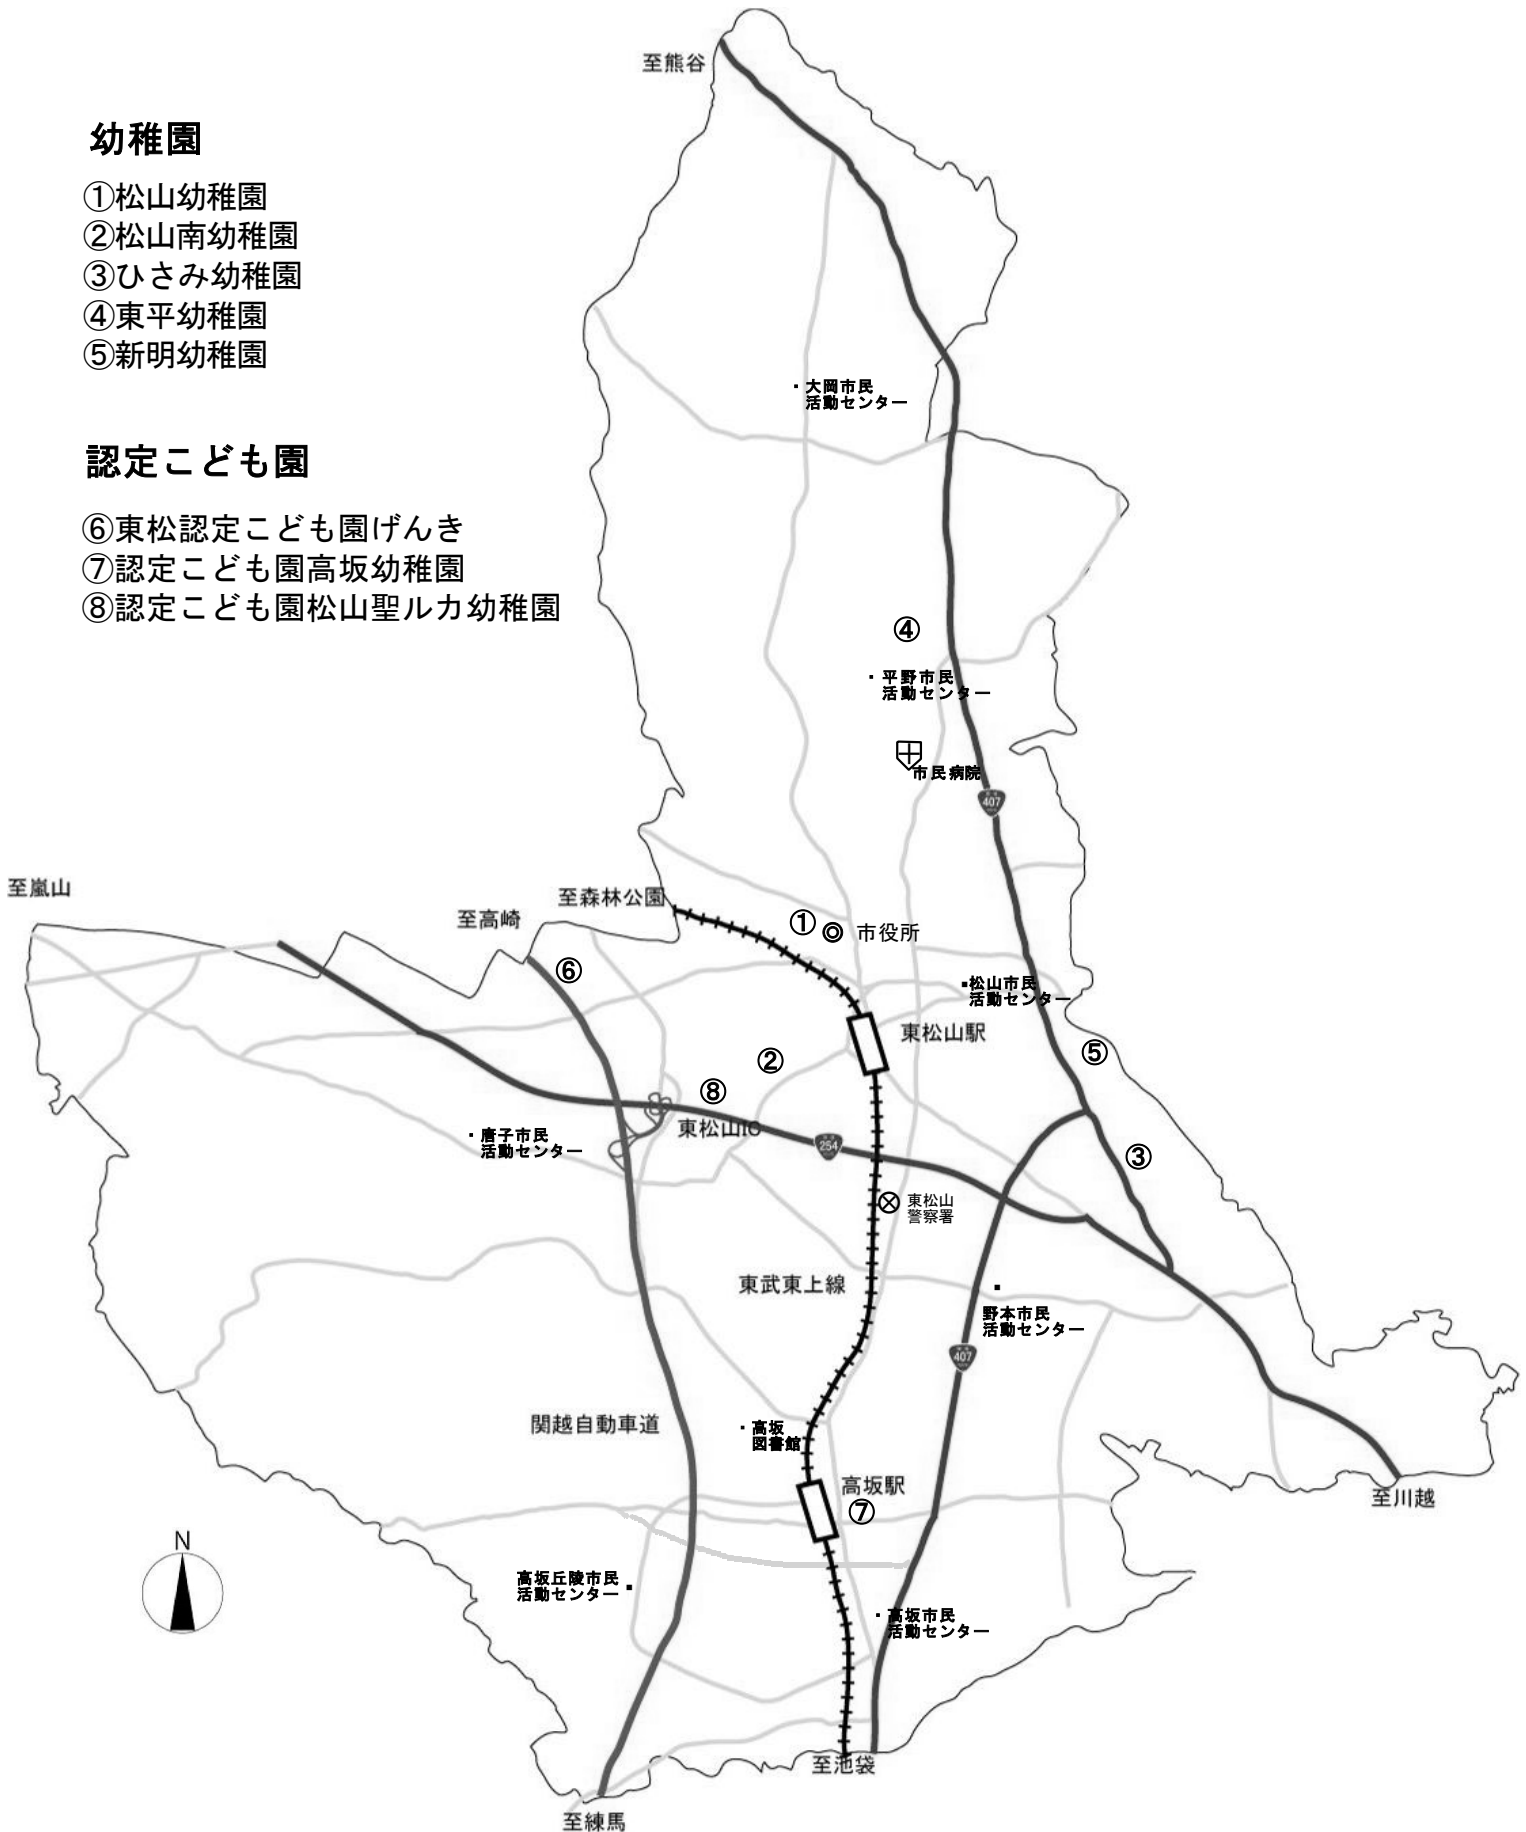 至熊谷
幼稚園
①松山幼稚園
②松山南幼稚園
③ひさみ幼稚園
④東平幼稚園
⑤新明幼稚園
大岡市民
活動センター
認定こども園
⑥東松認定こども園げんき
⑦認定こども園高坂幼稚園
⑧認定こども園松山聖ルカ幼稚園
④
平野市民
活動センター
市民病院
407
至嵐山
至森林公園
至高崎
①
市役所
⑥
松山市民
活動センター
東松山駅
②
⑤
⑧
東松山IC
唐子市民
活動センター
254
③
東松山
警察署
東武東上線
野本市民
活動センター
407
関越自動車道
高坂
図書館
高坂駅
⑦
至川越
N
高坂丘陵市民
活動センター
高坂市民
活動センター
至池袋
至練馬